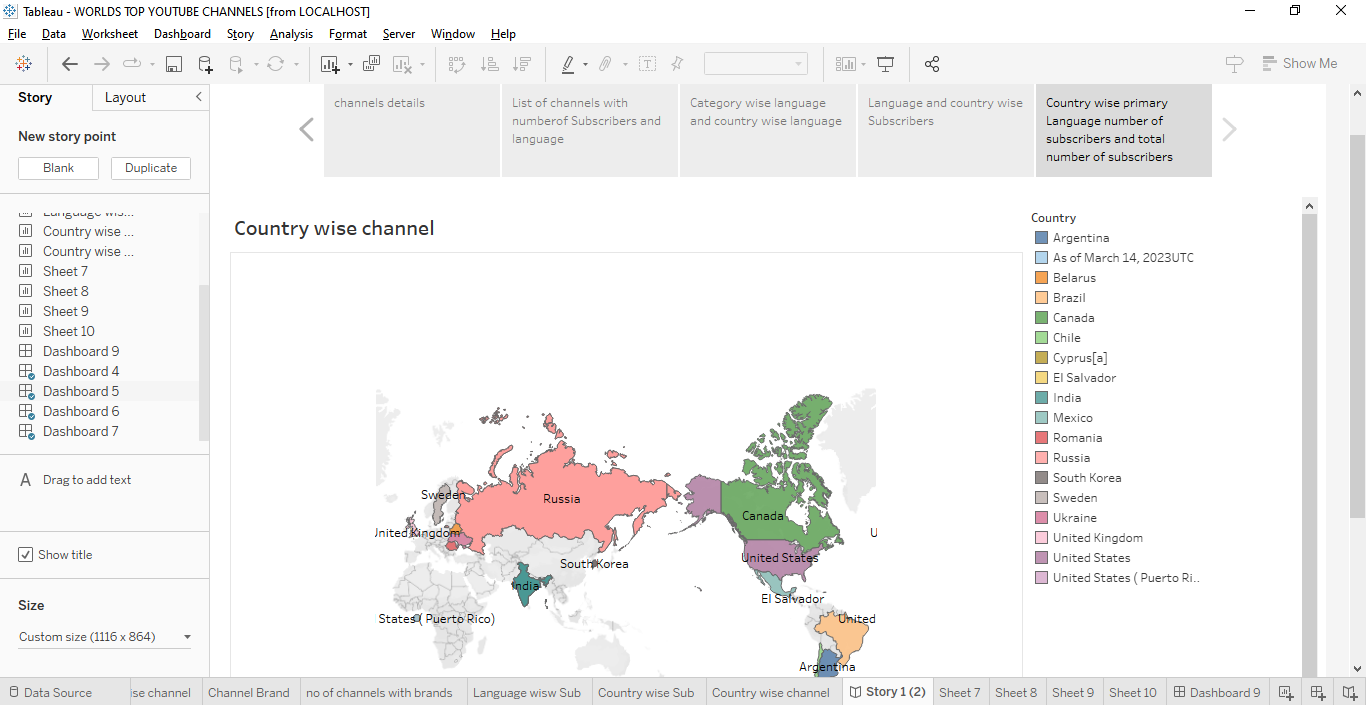 Tableau - WORLDS TOP YOUTUBE CHANNELS [from LOCALHOST]
File Data Worksheet Dashboard Story Analysis Format Server Window Help
Show Me
Story Layout
New story point
Blank Duplicate
Country wise ...
Country wise ...
Sheet 7
Sheet 8
Sheet 9
Sheet 10
Dashboard 9
Dashboard 4
Dashboard 5
Dashboard 6
Dashboard 7
A Drag to add text
Show title
Size
Custom size (1116 x 864)
channels details
List of channels with
numberof Subscribers and
language
Category wise language
and country wise language
Language and country wise
Subscribers
Country wise primary
Language number of
subscribers and total
number of subscribers
Country wise channel
Sweden
Russia
Jnited Kingdom
Canada
U
South Korea
United States
India
El Salvador
States ( Puerto Rico)
United
Argentina
Country
Argentina
As of March 14, 2023UTC
Belarus
Brazil
Canada
Chile
Cyprus[a]
El Salvador
India
Mexico
Romania
Russia
South Korea
Sweden
Ukraine
United Kingdom
United States
United States ( Puerto Ri..
Data Source ise channel Channel Brand no of channels with brands Language wisw Sub Country wise Sub Country wise channel Story 1 (2) Sheet 7 Sheet 8 Sheet 9 Sheet 10 Dashboard 9